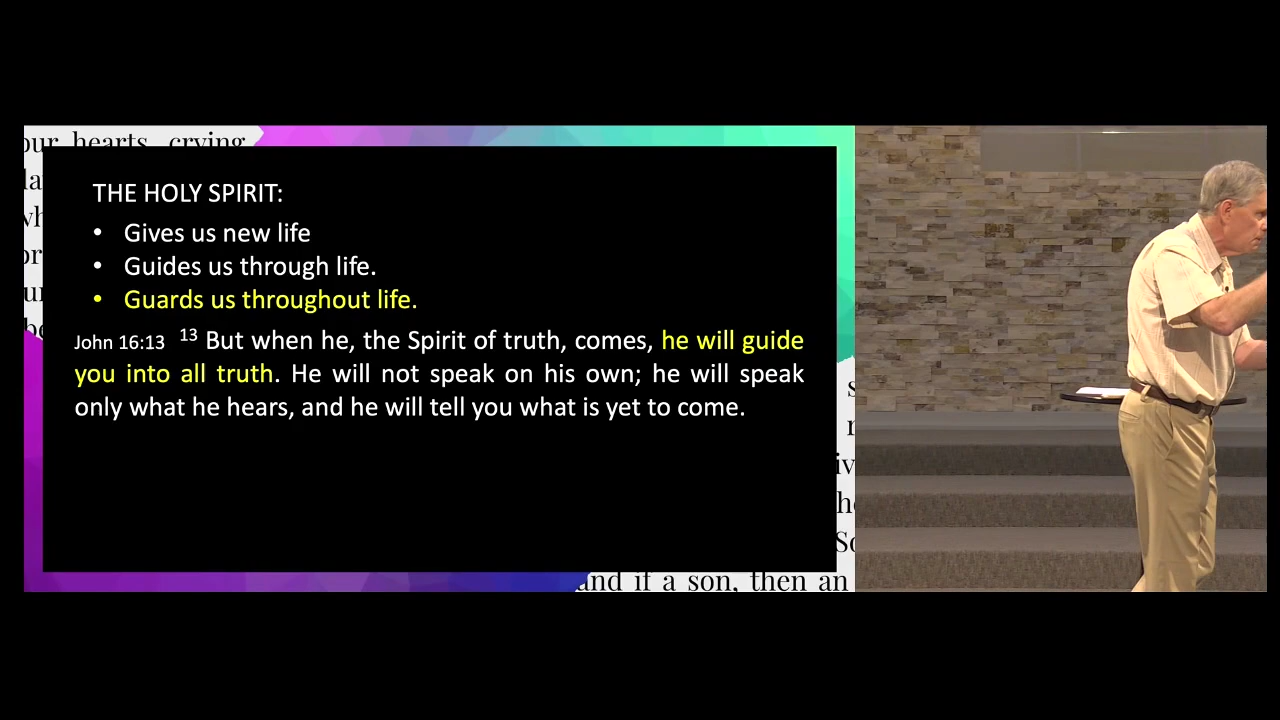 our hearts, crying
THE HOLY SPIRIT:
• Gives us new life
• Guides us through life.
• Guards us throughout life.
John 16:13 13 But when he, the Spirit of truth, comes, he will guide
you into all truth. He will not speak on his own; he will speak
only what he hears, and he will tell you what is yet to come.
and if a son, then an